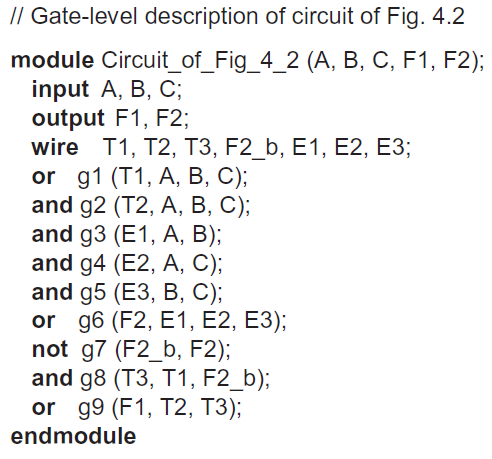 // Gate-level description of circuit of Fig. 4.2
module Circuit_of_Fig_4_2 (A, B, C, F1, F2);
input A, B, C;
output F1, F2;
wire T1, T2, T3, F2_b, E1, E2, E3;
or g1 (T1, A, B, C);
and g2 (T2, A, B, C);
and g3 (E1, A, B);
and g4 (E2, A, C);
and g5 (E3, B, C);
or g6 (F2, E1, E2, E3);
not g7 (F2_b, F2);
and g8 (T3, T1, F2_b);
or g9 (F1, T2, T3);
endmodule